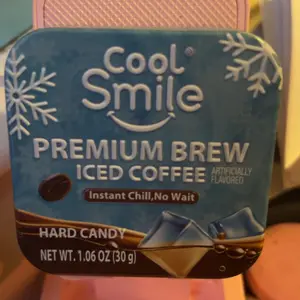 Cool
Smile
PREMIUM BREW
ICED COFFEE ARTIFICIALLY FLAVORED
Instant Chill,No Wait
HARD CANDY
NET WT. 1.06 OZ (30 g)